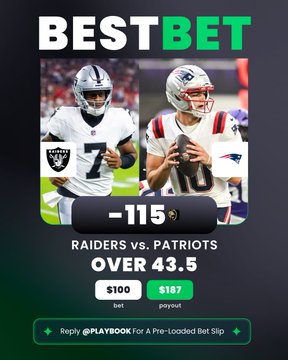 BESTBET
RAIDERS
7
10
-115
RAIDERS vs. PATRIOTS
OVER 43.5
$100
$187
bet
payout
Reply @PLAYBOOK For A Pre-Loaded Bet Slip